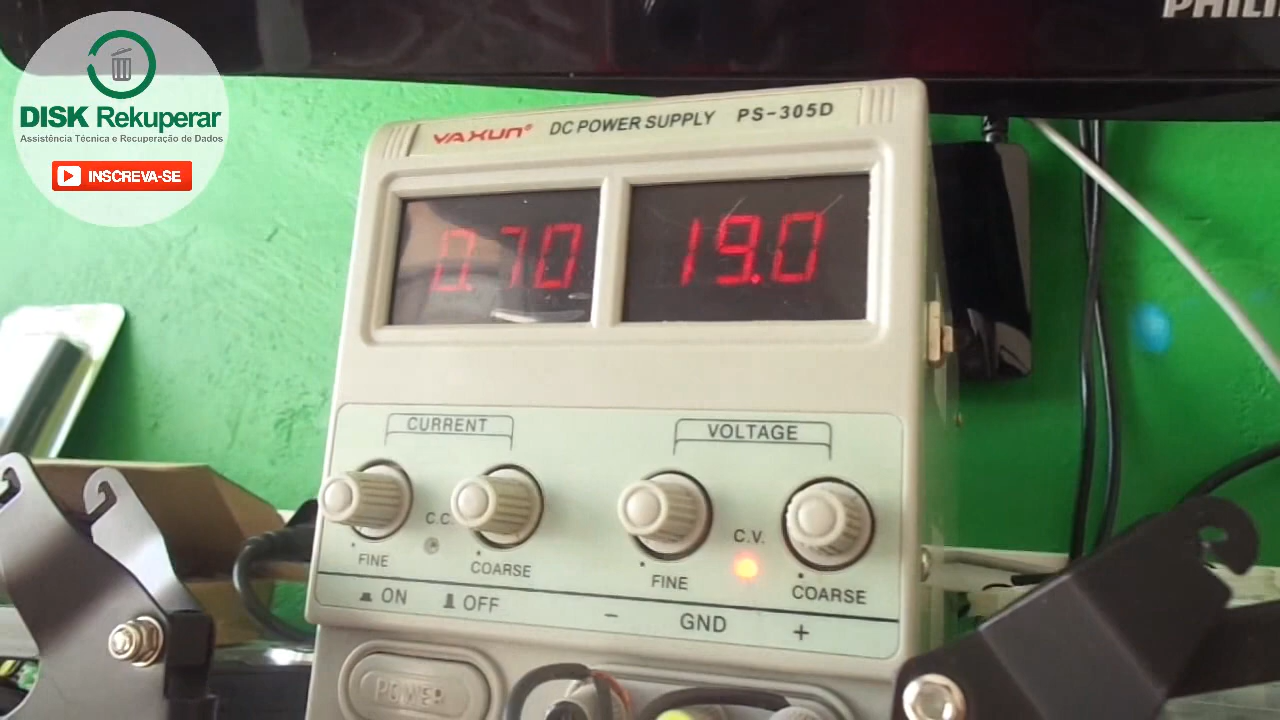 PHILI
DISK Rekuperar
Assistência Técnica e Recuperação de Dados
INSCREVA-SE
YAXUN® DC POWER SUPPLY PS-305D
0.70 19.0
CURRENT VOLTAGE
C.C. C.V.
FINE COARSE FINE COARSE
ON OFF - GND +
POWER